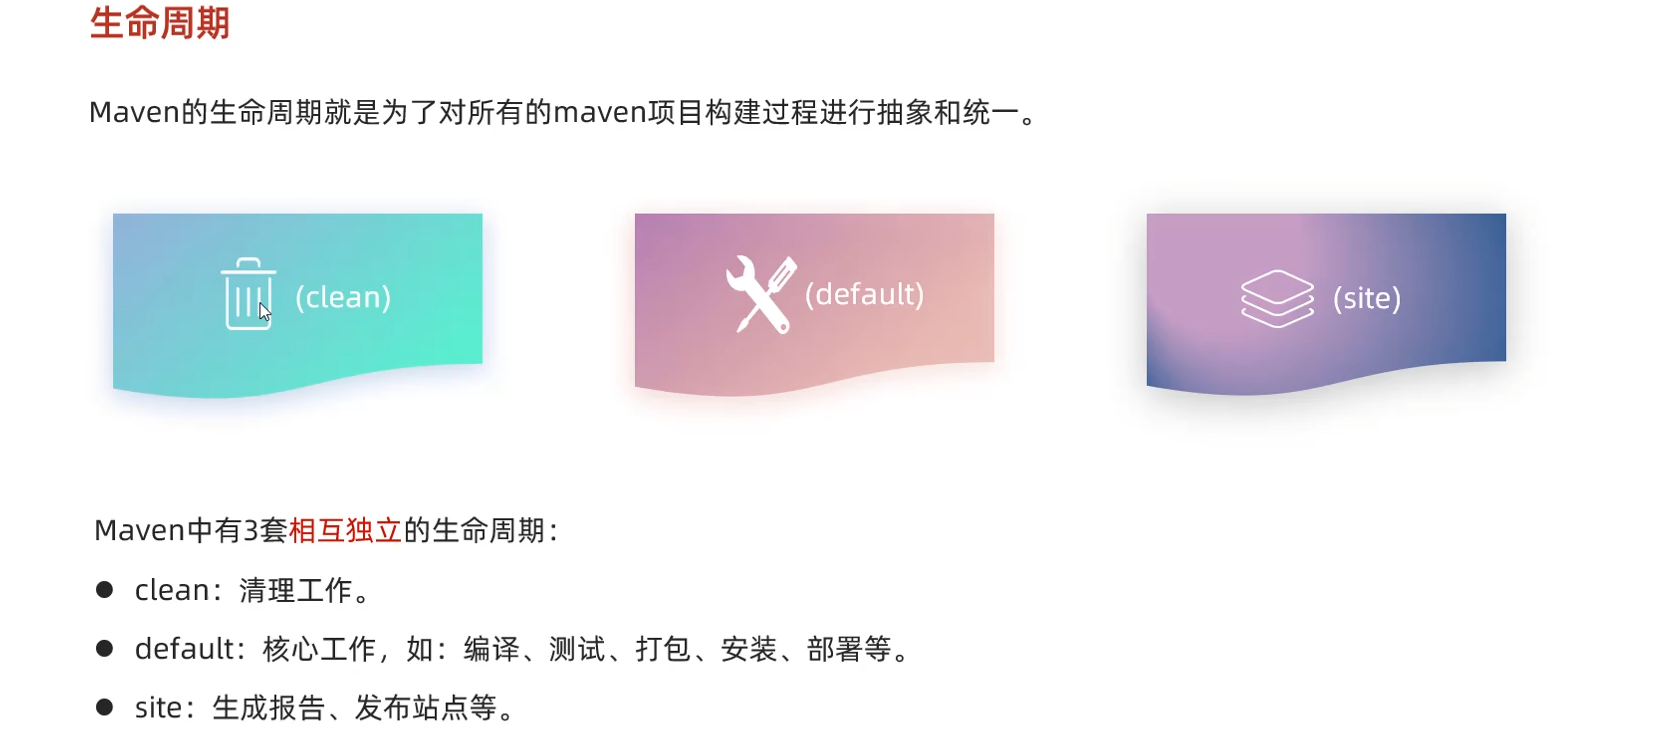 生命周期
Maven的生命周期就是为了对所有的maven项目构建过程进行抽象和统一。
(clean)
(default)
(site)
Maven中有3套相互独立的生命周期：
● clean：清理工作。
● default：核心工作，如：编译、测试、打包、安装、部署等。
● site：生成报告、发布站点等。